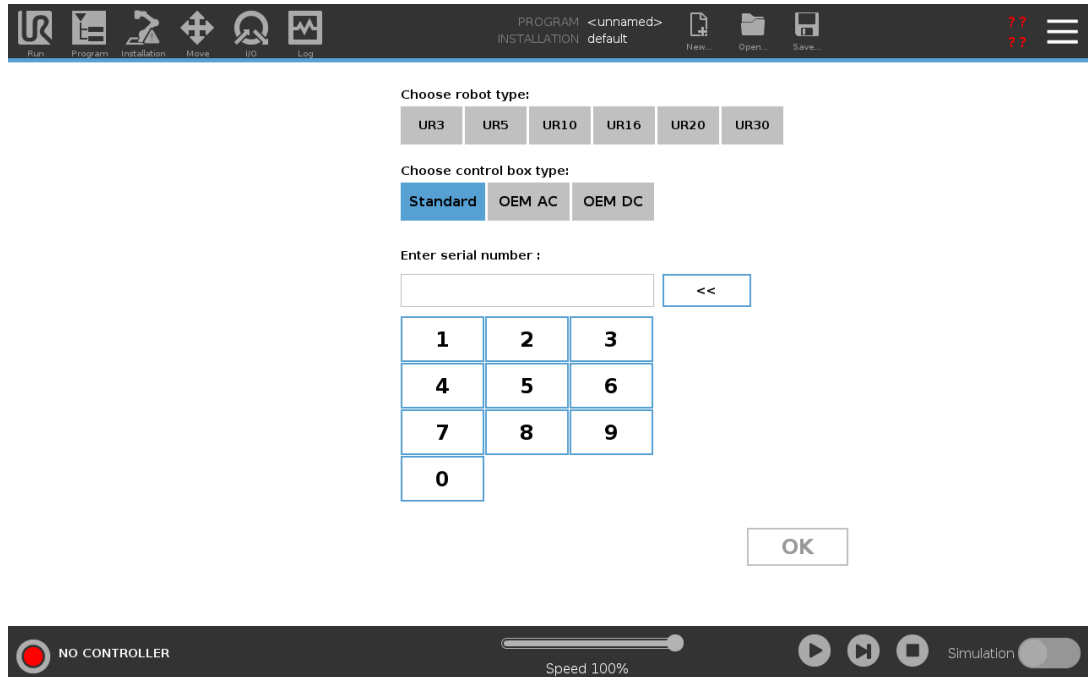 PROGRAM <unnamed>
INSTALLATION default
Run Program Installation Move I/O Log New... Open... Save...
? ?
? ?
Choose robot type:
UR3 UR5 UR10 UR16 UR20 UR30
Choose control box type:
Standard OEM AC OEM DC
Enter serial number :
<<
1 2 3
4 5 6
7 8 9
0
OK
NO CONTROLLER
Speed 100%
Simulation